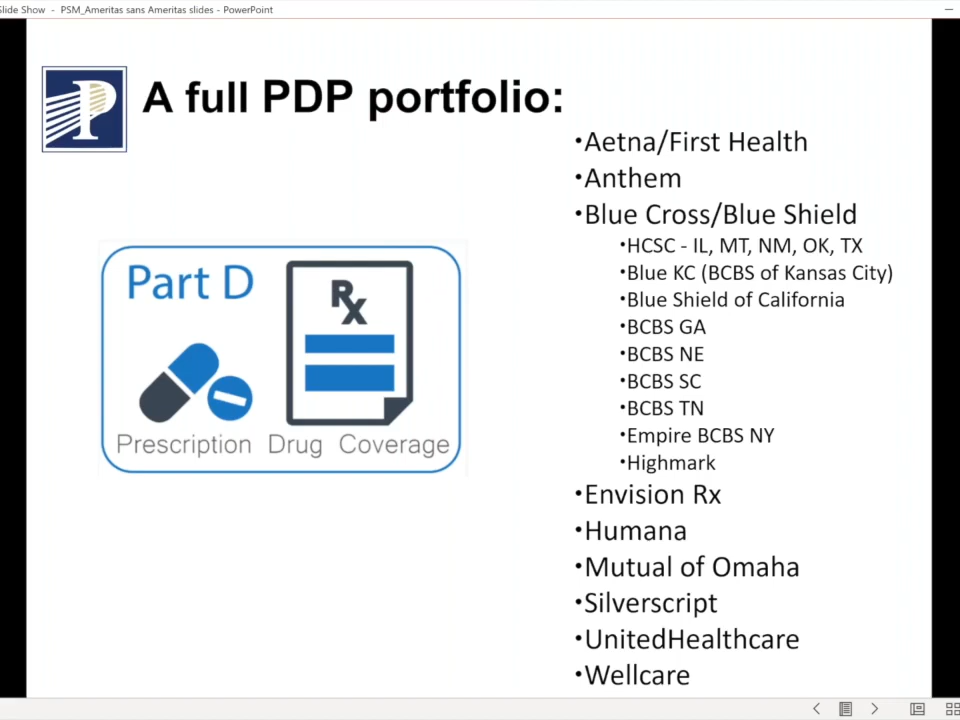 Slide Show - PSM_Ameritas sans Ameritas slides - PowerPoint
P
A full PDP portfolio:
•Aetna/First Health
•Anthem
•Blue Cross/Blue Shield
•HCSC - IL, MT, NM, OK, TX
•Blue KC (BCBS of Kansas City)
•Blue Shield of California
•BCBS GA
•BCBS NE
•BCBS SC
•BCBS TN
•Empire BCBS NY
•Highmark
•Envision Rx
•Humana
•Mutual of Omaha
•Silverscript
•UnitedHealthcare
•Wellcare
Part D
Rx
Prescription Drug Coverage